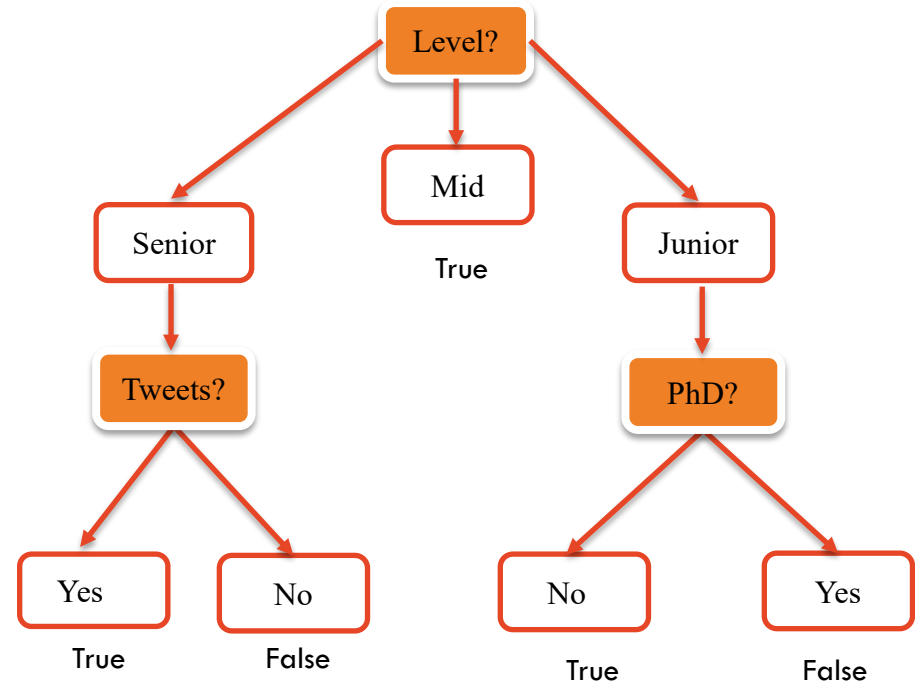 Level?
Mid
Senior
Junior
True
Tweets?
PhD?
Yes
No
No
Yes
True
False
True
False